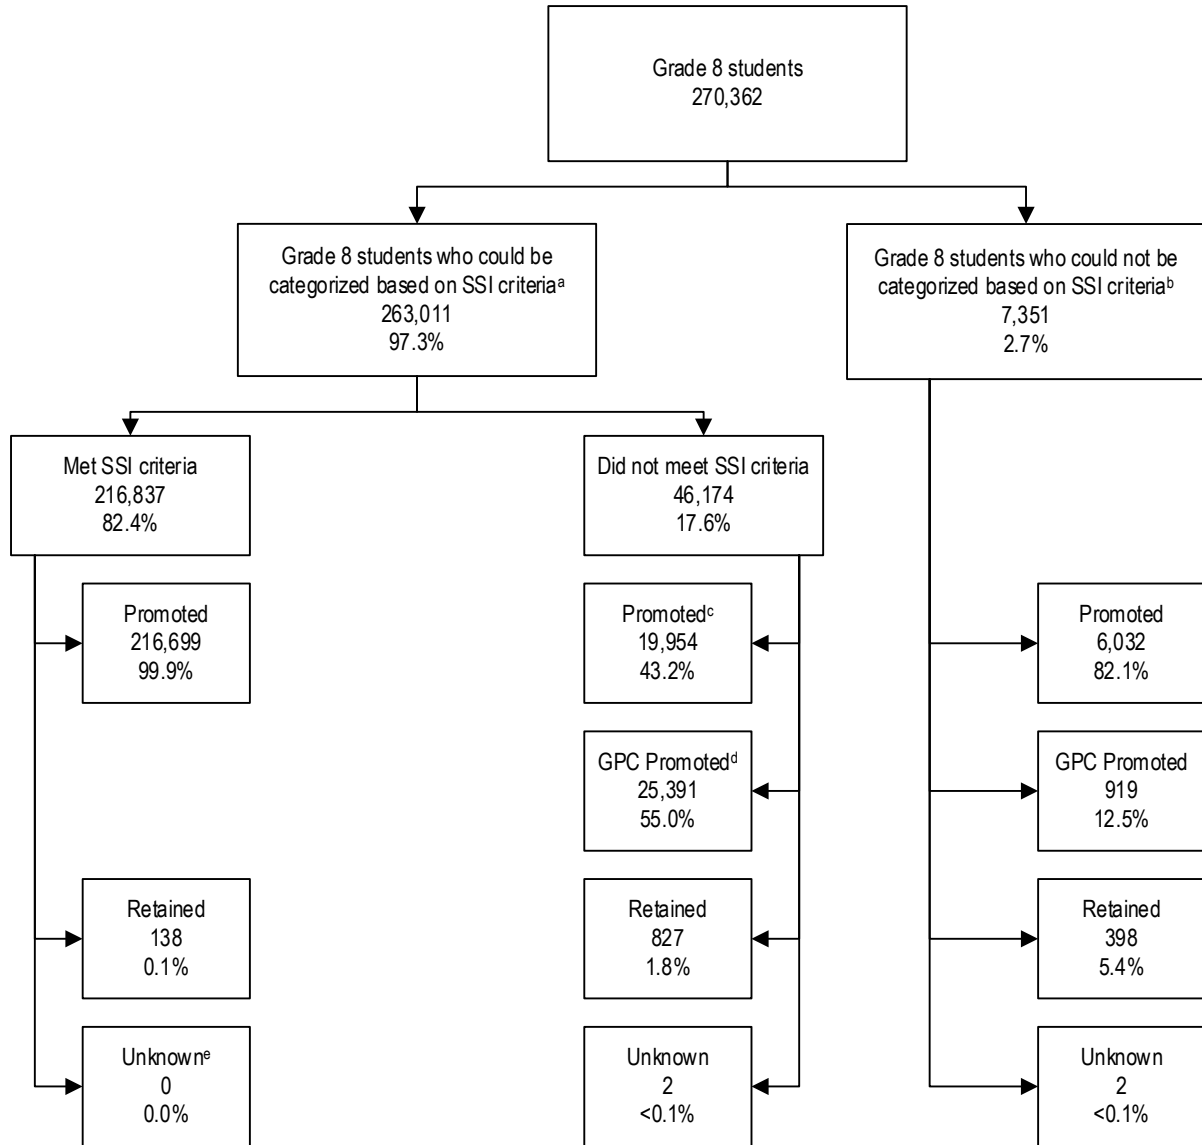 Grade 8 students
270,362
Grade 8 students who could be
categorized based on SSI criteriaᵃ
263,011
97.3%
Grade 8 students who could not be
categorized based on SSI criteriaᵇ
7,351
2.7%
Met SSI criteria
216,837
82.4%
Did not meet SSI criteria
46,174
17.6%
Promoted
216,699
99.9%
Promotedᶜ
19,954
43.2%
Promoted
6,032
82.1%
GPC Promotedᵈ
25,391
55.0%
GPC Promoted
919
12.5%
Retained
138
0.1%
Retained
827
1.8%
Retained
398
5.4%
Unknownᵉ
0
0.0%
Unknown
2
<0.1%
Unknown
2
<0.1%